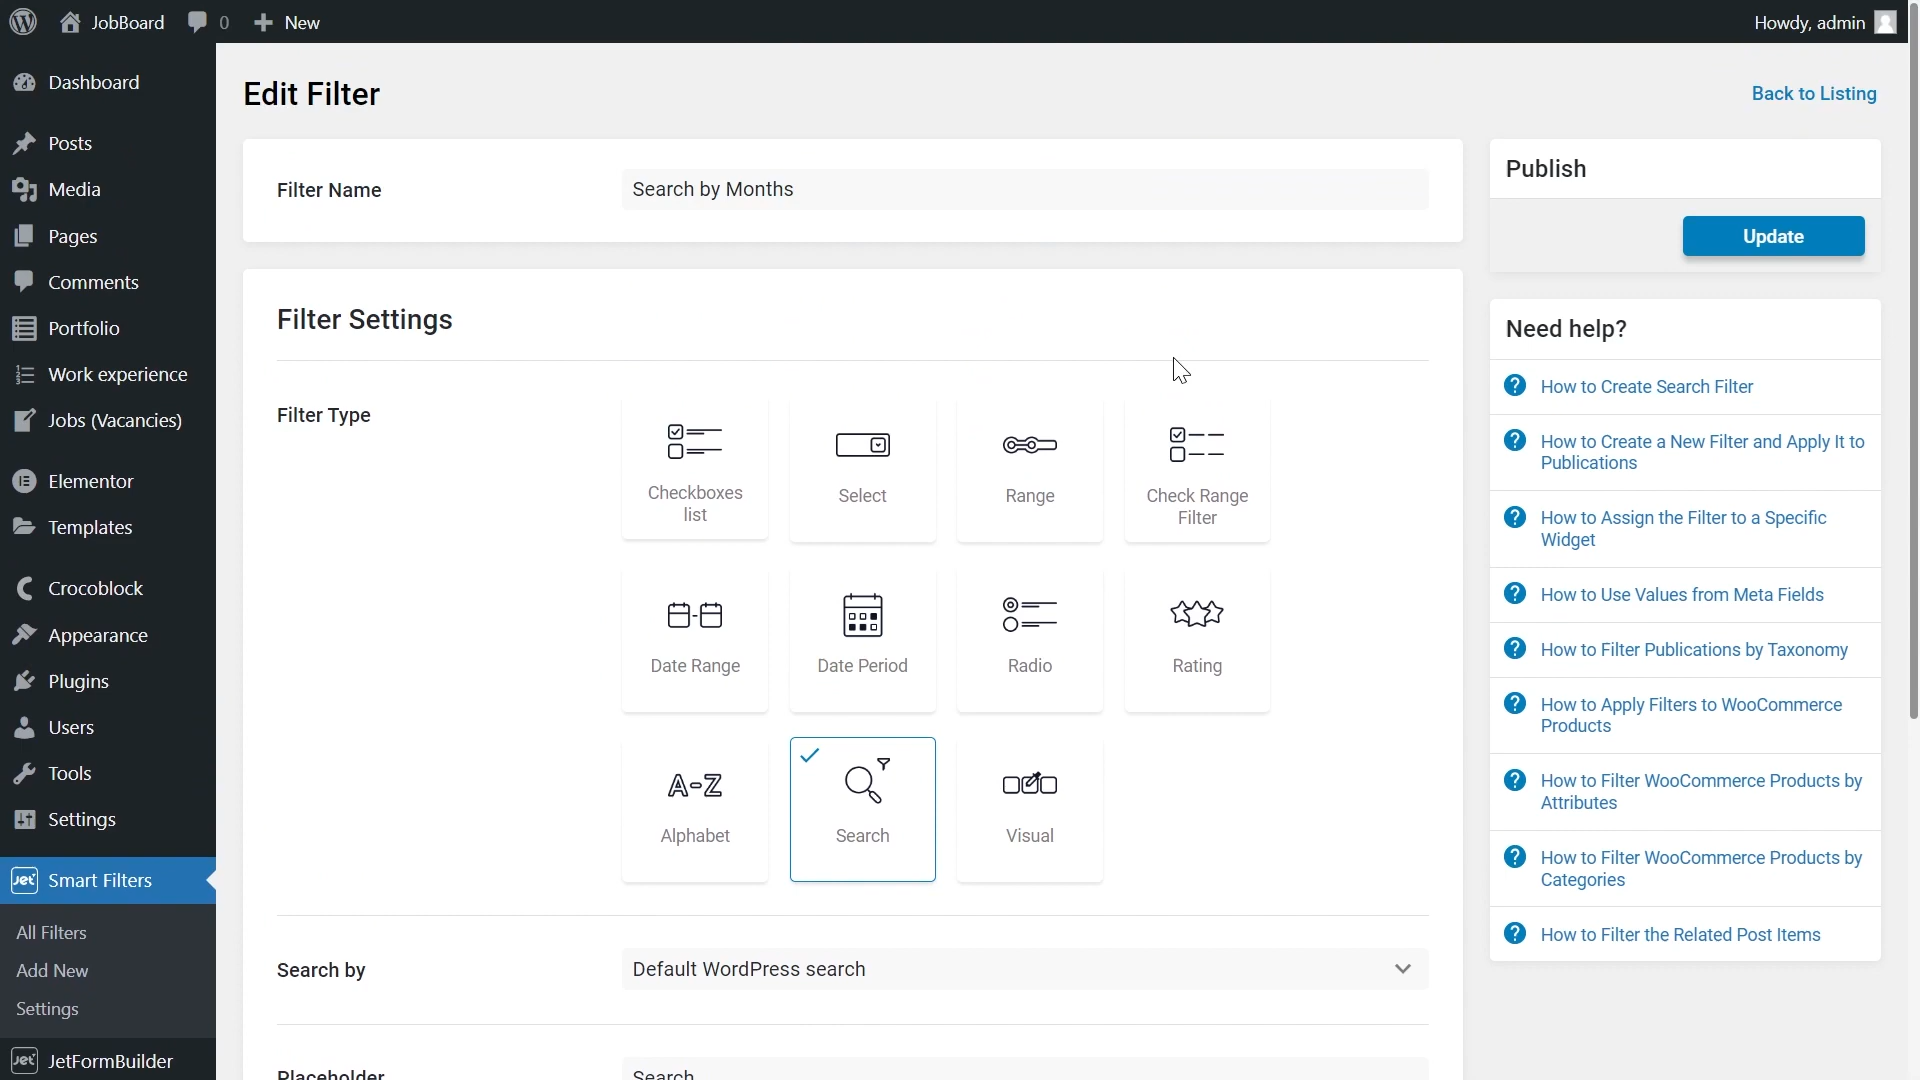 JobBoard
0
New
Howdy, admin
Dashboard
Posts
Media
Pages
Comments
Portfolio
Work experience
Jobs (Vacancies)
Elementor
Templates
Crocoblock
Appearance
Plugins
Users
Tools
Settings
Jet Smart Filters
All Filters
Add New
Settings
Jet JetFormBuilder
Edit Filter
Back to Listing
Filter Name
Search by Months
Filter Settings
Filter Type
Checkboxes
list
Select
Range
Check Range
Filter
Date Range
Date Period
Radio
Rating
A-Z
Alphabet
Search
Visual
Search by
Default WordPress search
Placeholder
Search
Publish
Update
Need help?
How to Create Search Filter
How to Create a New Filter and Apply It to
Publications
How to Assign the Filter to a Specific
Widget
How to Use Values from Meta Fields
How to Filter Publications by Taxonomy
How to Apply Filters to WooCommerce
Products
How to Filter WooCommerce Products by
Attributes
How to Filter WooCommerce Products by
Categories
How to Filter the Related Post Items